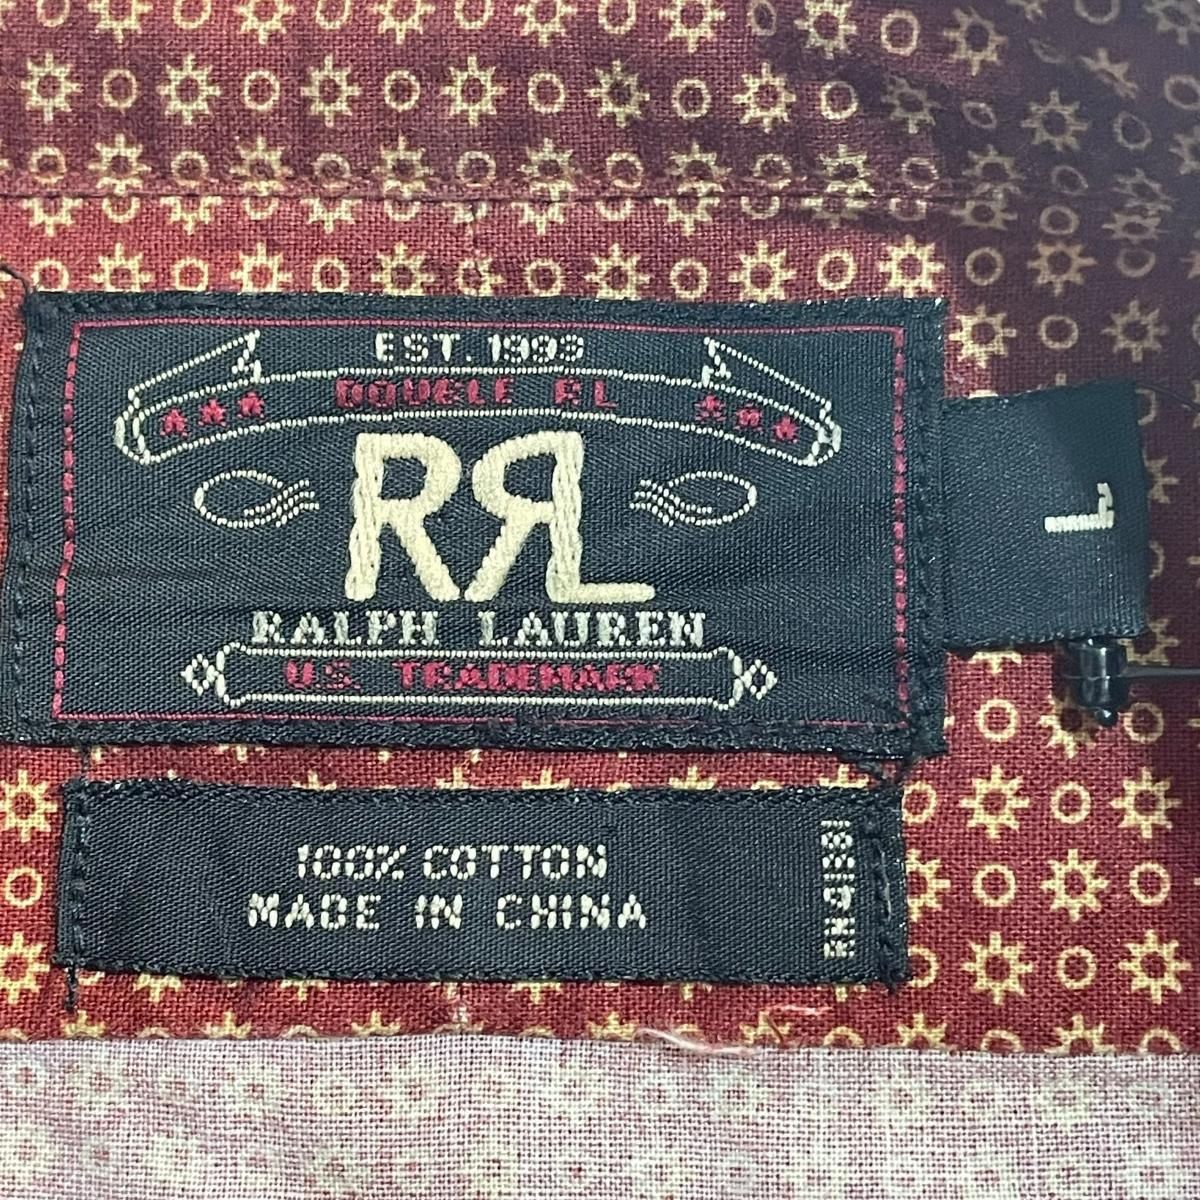 EST. 1993
DOUBLE RL
RRL
RALPH LAUREN
U.S. TRADEMARK
L
100% COTTON
MADE IN CHINA
RN41381